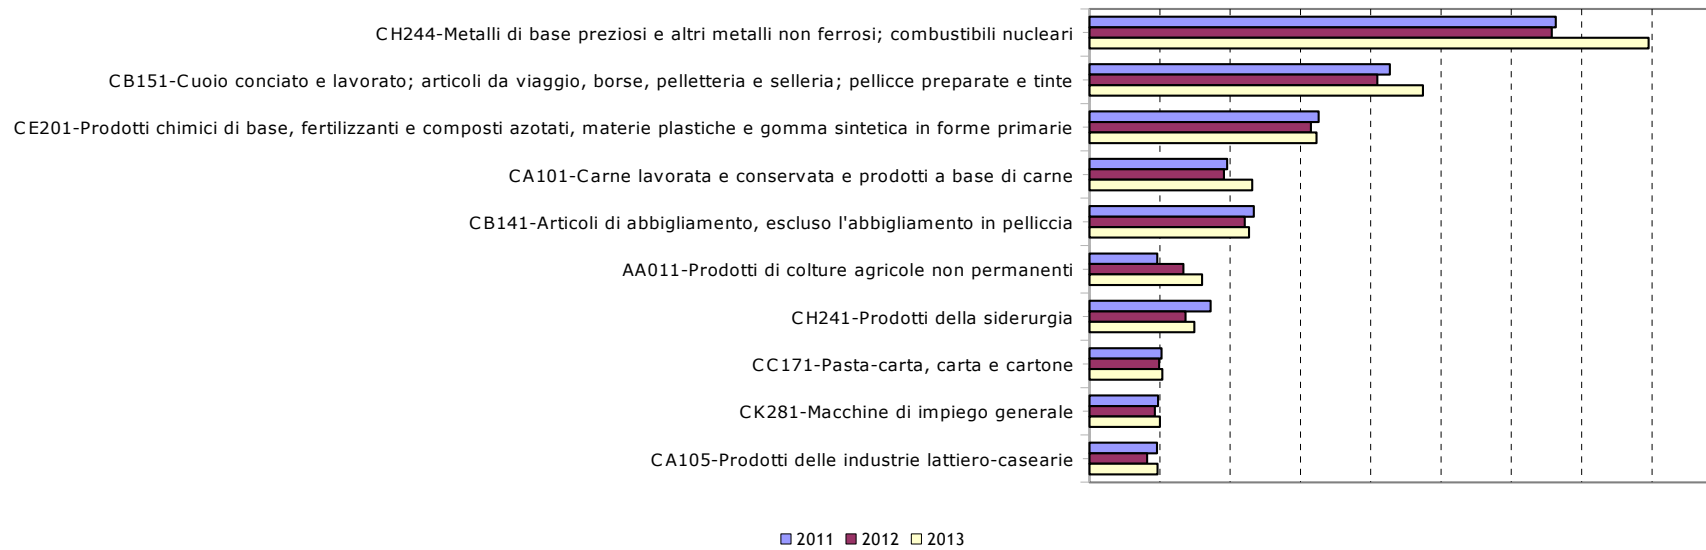 CH244-Metalli di base preziosi e altri metalli non ferrosi; combustibili nucleari
CB151-Cuoio conciato e lavorato; articoli da viaggio, borse, pelletteria e selleria; pellicce preparate e tinte
CE201-Prodotti chimici di base, fertilizzanti e composti azotati, materie plastiche e gomma sintetica in forme primarie
CA101-Carne lavorata e conservata e prodotti a base di carne
CB141-Articoli di abbigliamento, escluso l'abbigliamento in pelliccia
AA011-Prodotti di colture agricole non permanenti
CH241-Prodotti della siderurgia
CC171-Pasta-carta, carta e cartone
CK281-Macchine di impiego generale
CA105-Prodotti delle industrie lattiero-casearie
2011 2012 2013